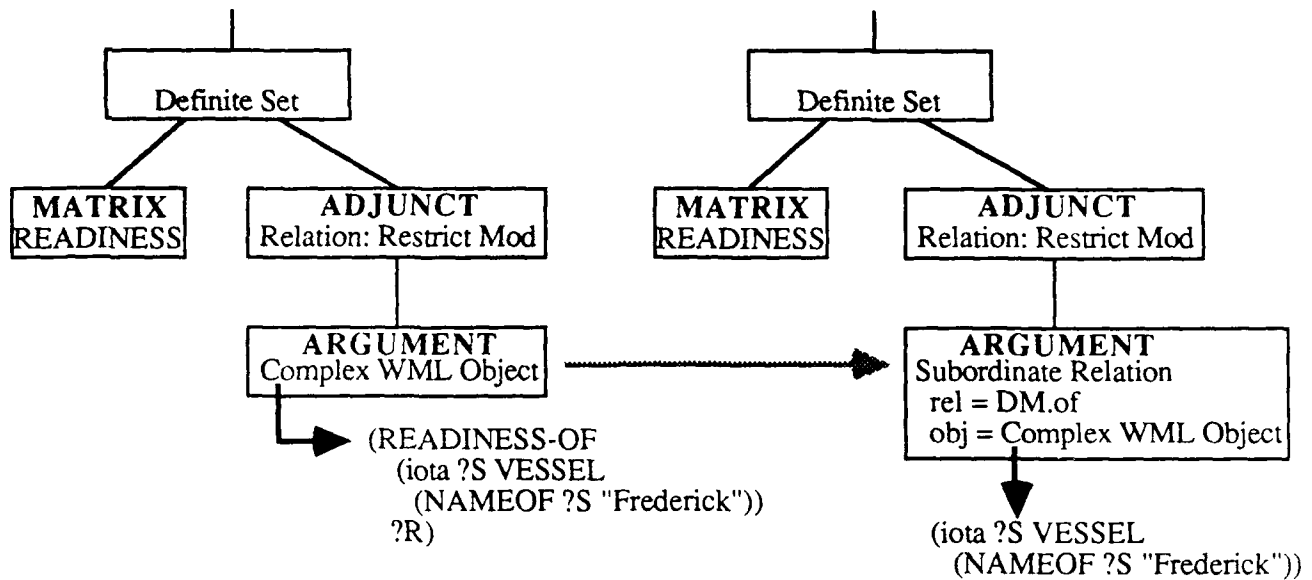 Definite Set
MATRIX
READINESS
ADJUNCT
Relation: Restrict Mod
ARGUMENT
Complex WML Object
(READINESS-OF
(iota ?S VESSEL
(NAMEOF ?S "Frederick"))
?R)
Definite Set
MATRIX
READINESS
ADJUNCT
Relation: Restrict Mod
ARGUMENT
Subordinate Relation
rel = DM.of
obj = Complex WML Object
(iota ?S VESSEL
(NAMEOF ?S "Frederick"))